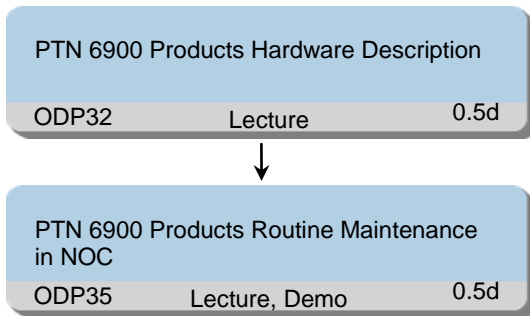 PTN 6900 Products Hardware Description
ODP32 Lecture 0.5d
PTN 6900 Products Routine Maintenance
in NOC
ODP35 Lecture, Demo 0.5d